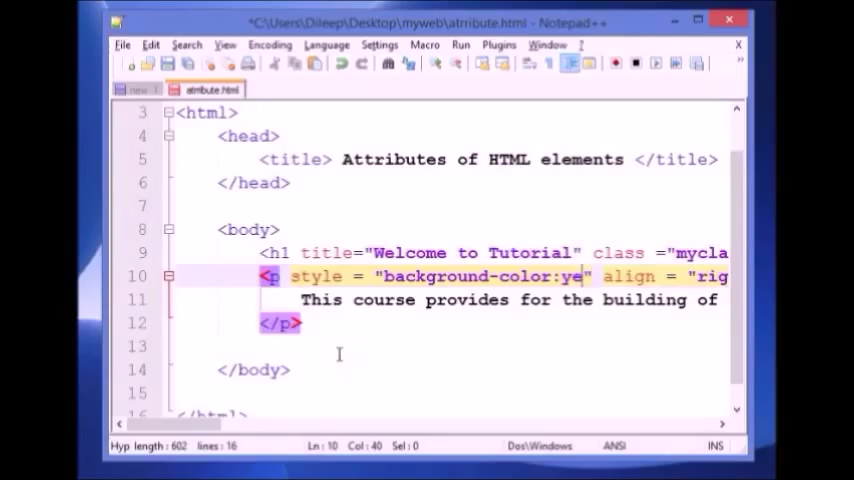 *C:\Users\Dileep\Desktop\myweb\atrribute.html - Notepad++
File Edit Search View Encoding Language Settings Macro Run Plugins Window ? X
new 1 atrribute.html
3 <html>
4 <head>
5 <title> Attributes of HTML elements </title>
6 </head>
7
8 <body>
9 <h1 title="Welcome to Tutorial" class ="mycla
10 <p style = "background-color:ye" align = "rig
11 This course provides for the building of
12 </p>
13
14 </body>
15
16 </html>
Hyp length : 602 lines : 16 Ln : 10 Col : 40 Sel : 0 Dos\Windows ANSI INS